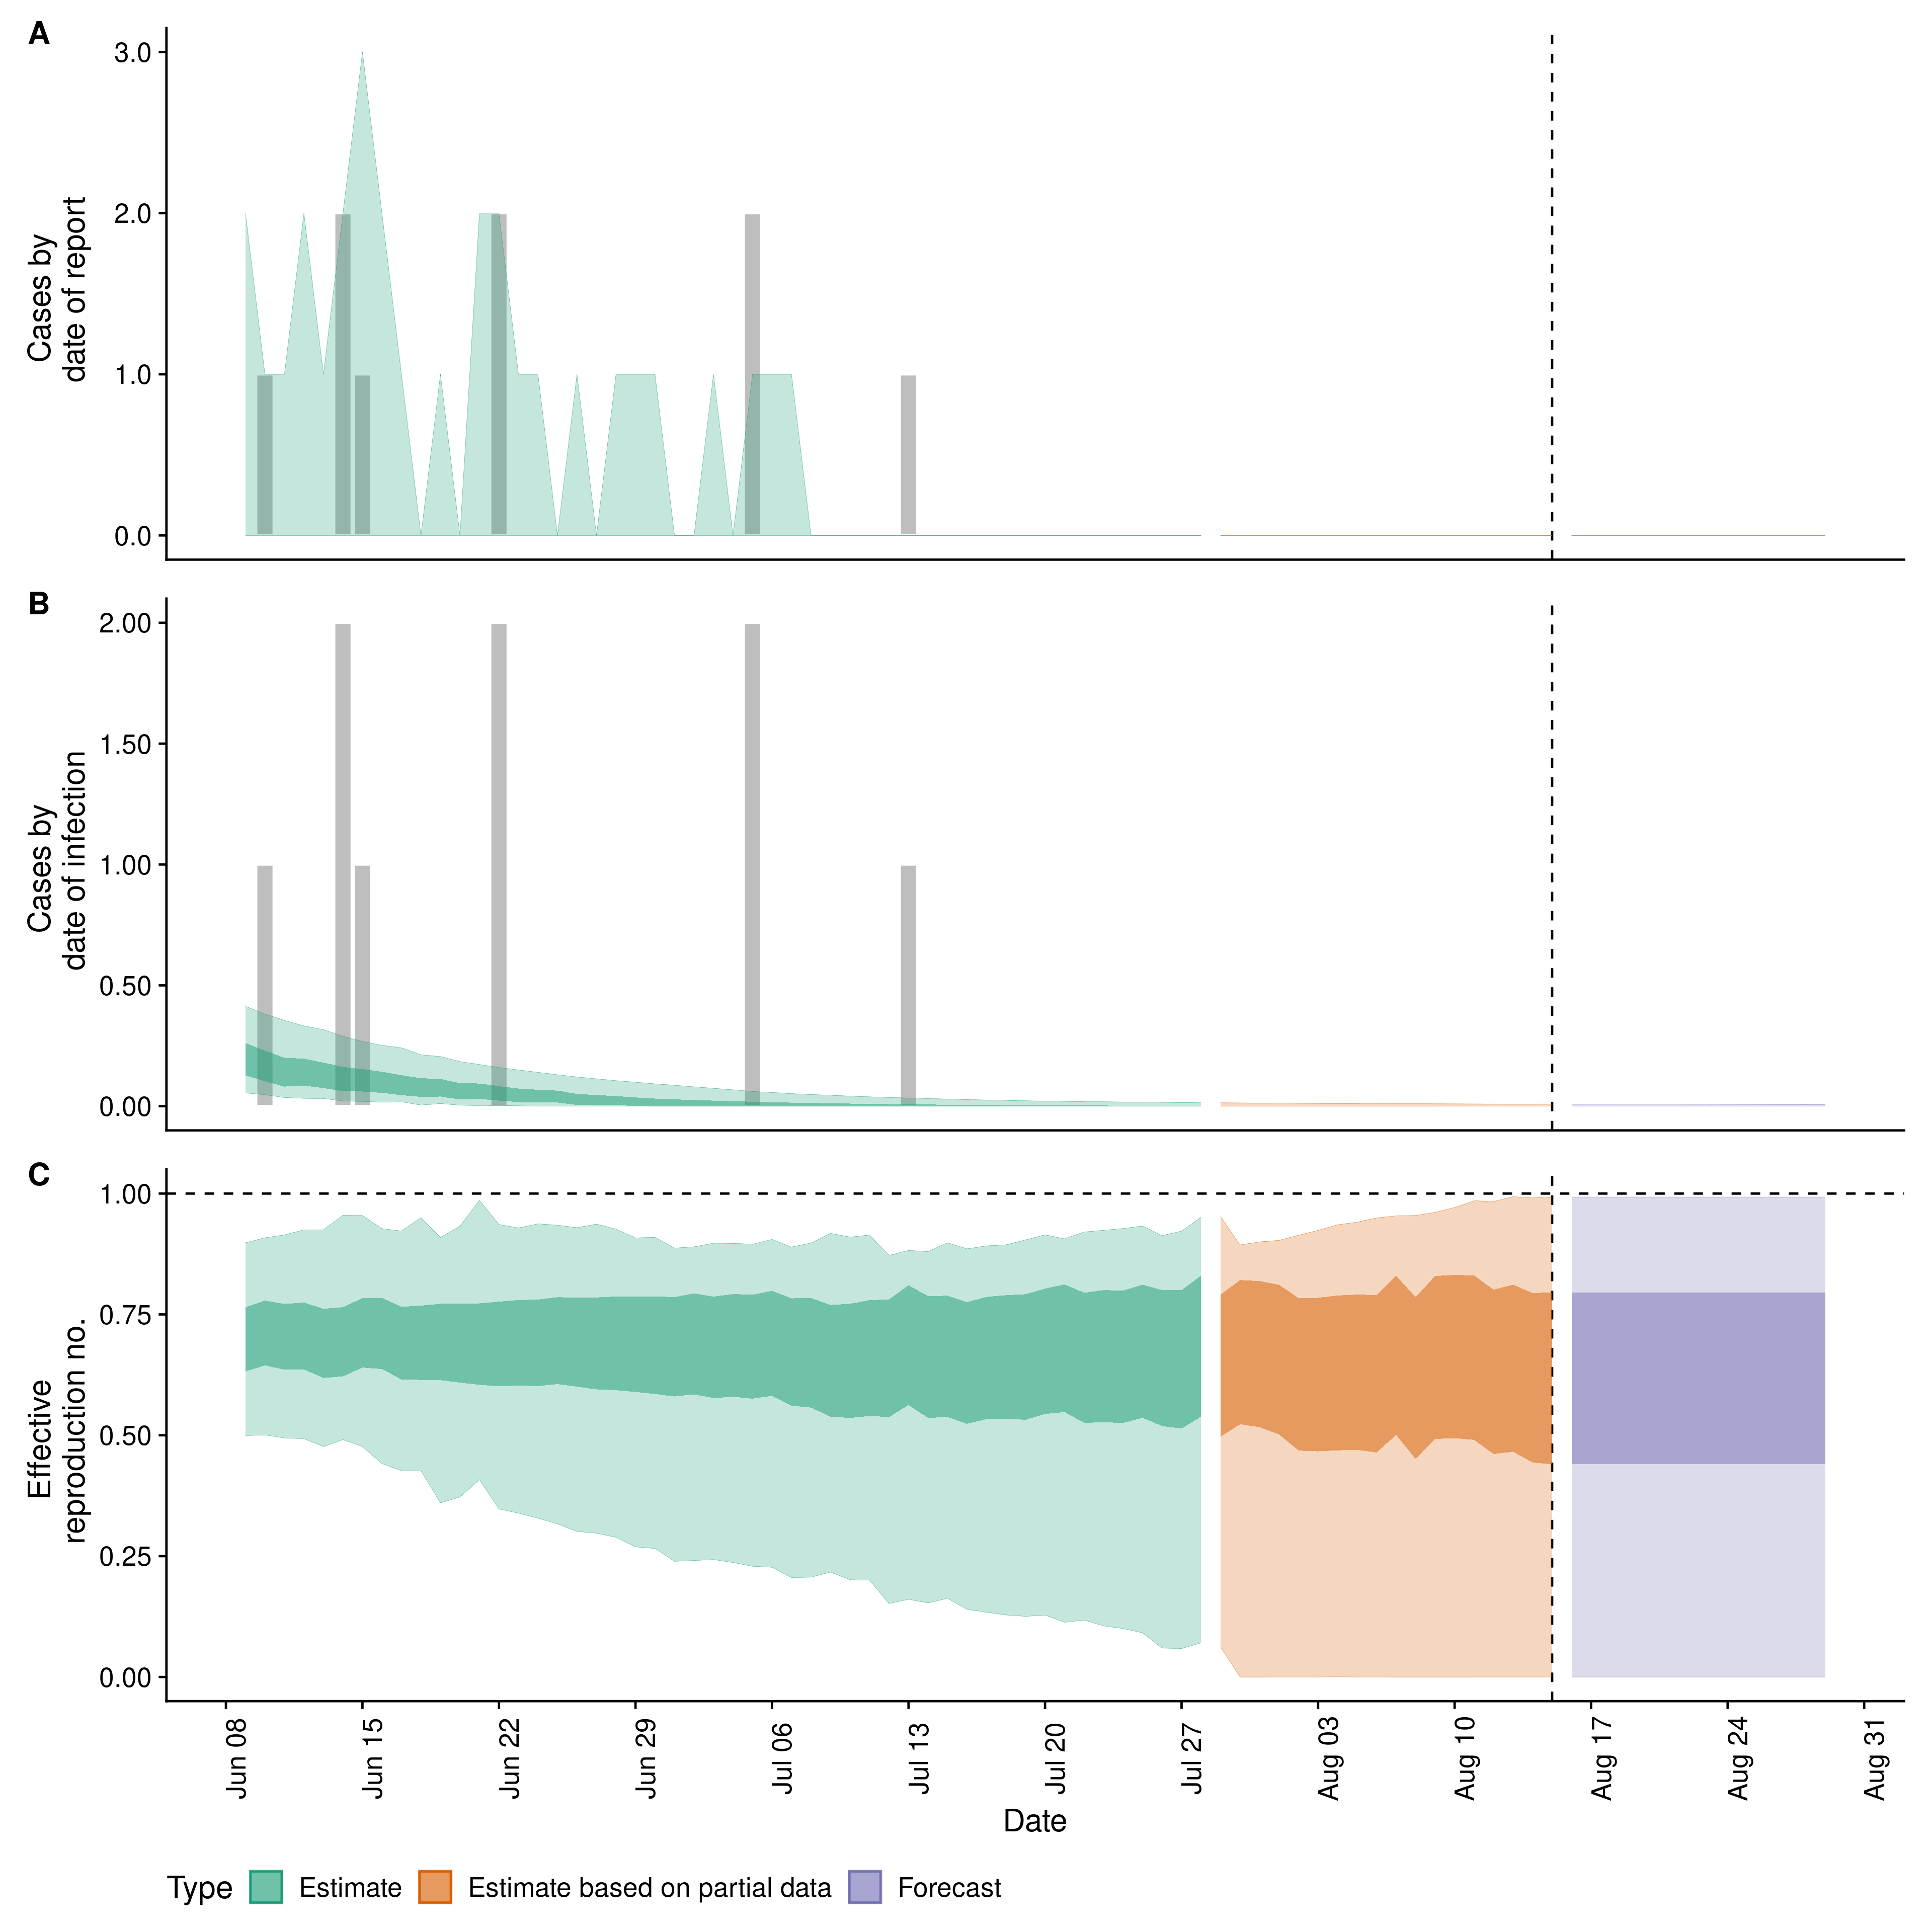 A
Cases by
date of report
3.0
2.0
1.0
0.0
B
Cases by
date of infection
2.00
1.50
1.00
0.50
0.00
C
Effective
reproduction no.
1.00
0.75
0.50
0.25
0.00
Jun 08
Jun 15
Jun 22
Jun 29
Jul 06
Jul 13
Jul 20
Jul 27
Aug 03
Aug 10
Aug 17
Aug 24
Aug 31
Date
Type Estimate Estimate based on partial data Forecast